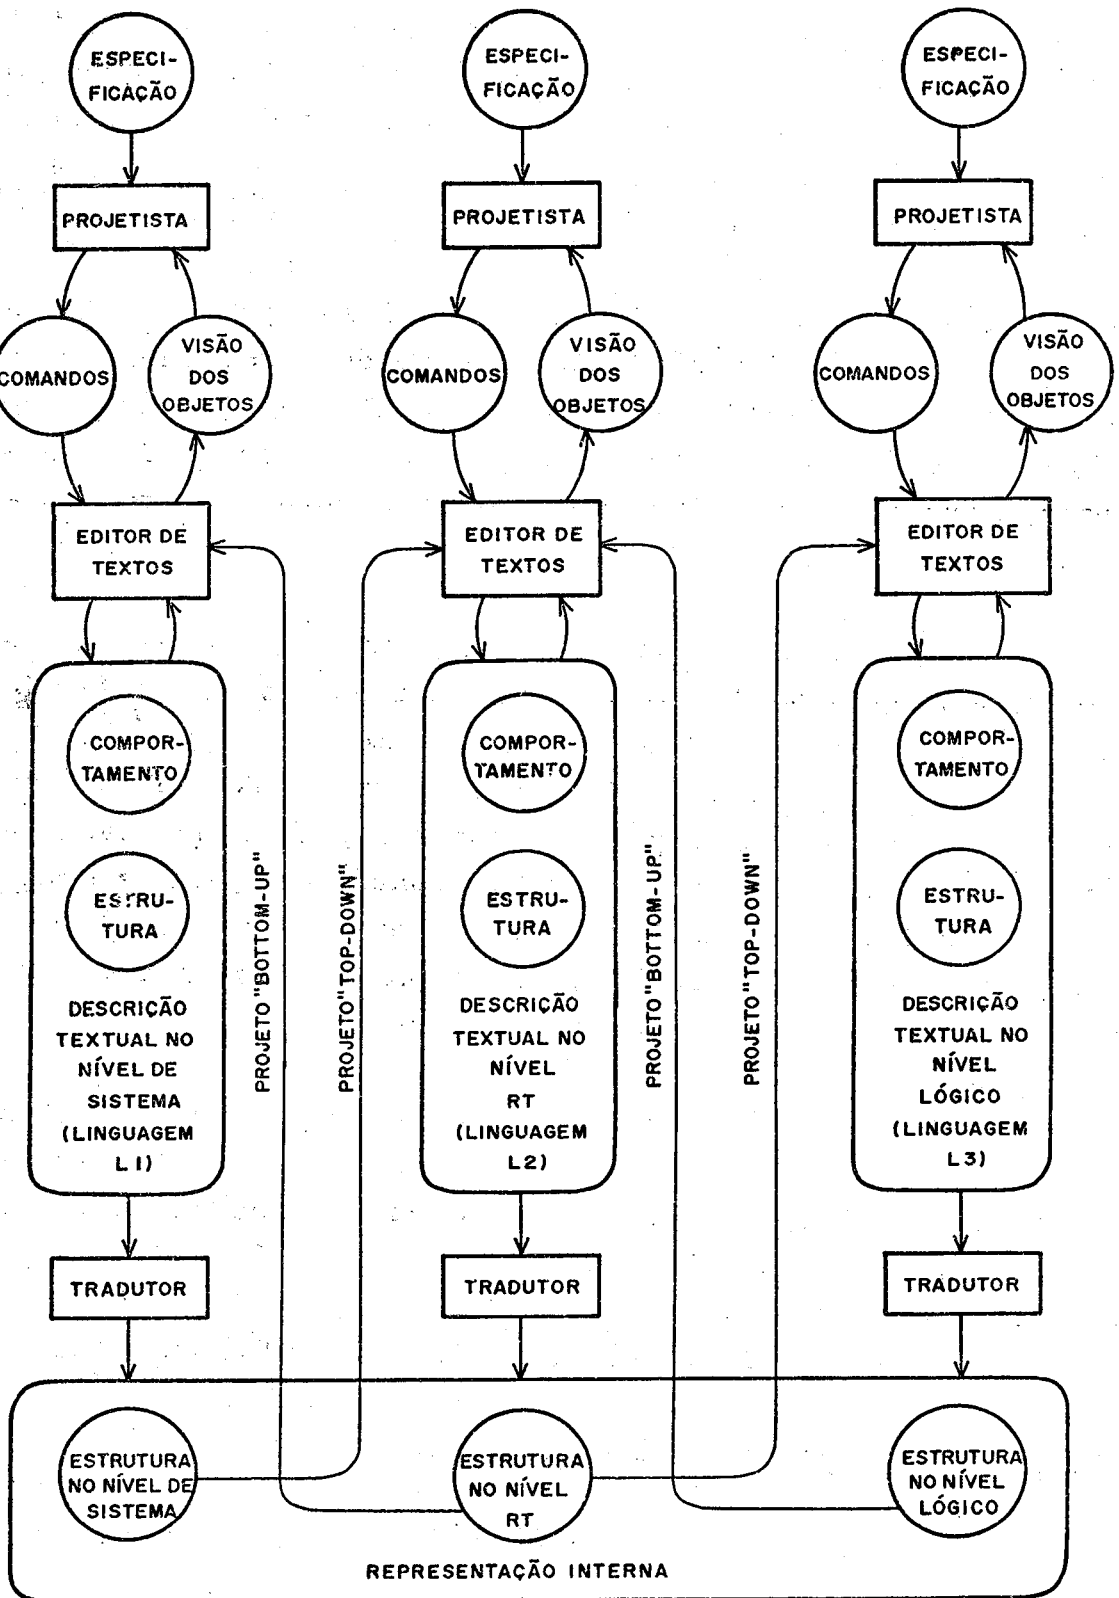 ESPECI-
FICAÇÃO
PROJETISTA
COMANDOS
VISÃO
DOS
OBJETOS
EDITOR DE
TEXTOS
COMPOR-
TAMENTO
ESTRU-
TURA
DESCRIÇÃO
TEXTUAL NO
NÍVEL DE
SISTEMA
(LINGUAGEM
L1)
TRADUTOR
PROJETO "BOTTOM-UP"
PROJETO "TOP-DOWN"
ESPECI-
FICAÇÃO
PROJETISTA
COMANDOS
VISÃO
DOS
OBJETOS
EDITOR DE
TEXTOS
COMPOR-
TAMENTO
ESTRU-
TURA
DESCRIÇÃO
TEXTUAL NO
NÍVEL
RT
(LINGUAGEM
L2)
TRADUTOR
PROJETO "BOTTOM-UP"
PROJETO "TOP-DOWN"
ESPECI-
FICAÇÃO
PROJETISTA
COMANDOS
VISÃO
DOS
OBJETOS
EDITOR DE
TEXTOS
COMPOR-
TAMENTO
ESTRU-
TURA
DESCRIÇÃO
TEXTUAL NO
NÍVEL
LÓGICO
(LINGUAGEM
L3)
TRADUTOR
ESTRUTURA
NO NÍVEL DE
SISTEMA
ESTRUTURA
NO NÍVEL
RT
ESTRUTURA
NO NÍVEL
LÓGICO
REPRESENTAÇÃO INTERNA